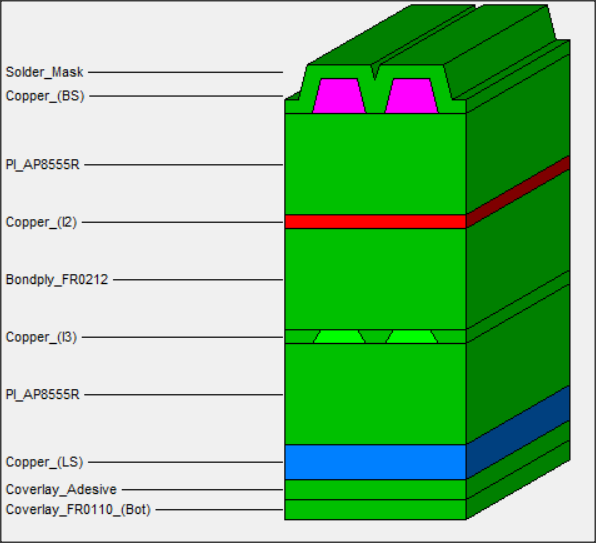 Solder_Mask
Copper_(BS)
PI_AP8555R
Copper_(I2)
Bondply_FR0212
Copper_(I3)
PI_AP8555R
Copper_(LS)
Coverlay_Adesive
Coverlay_FR0110_(Bot)